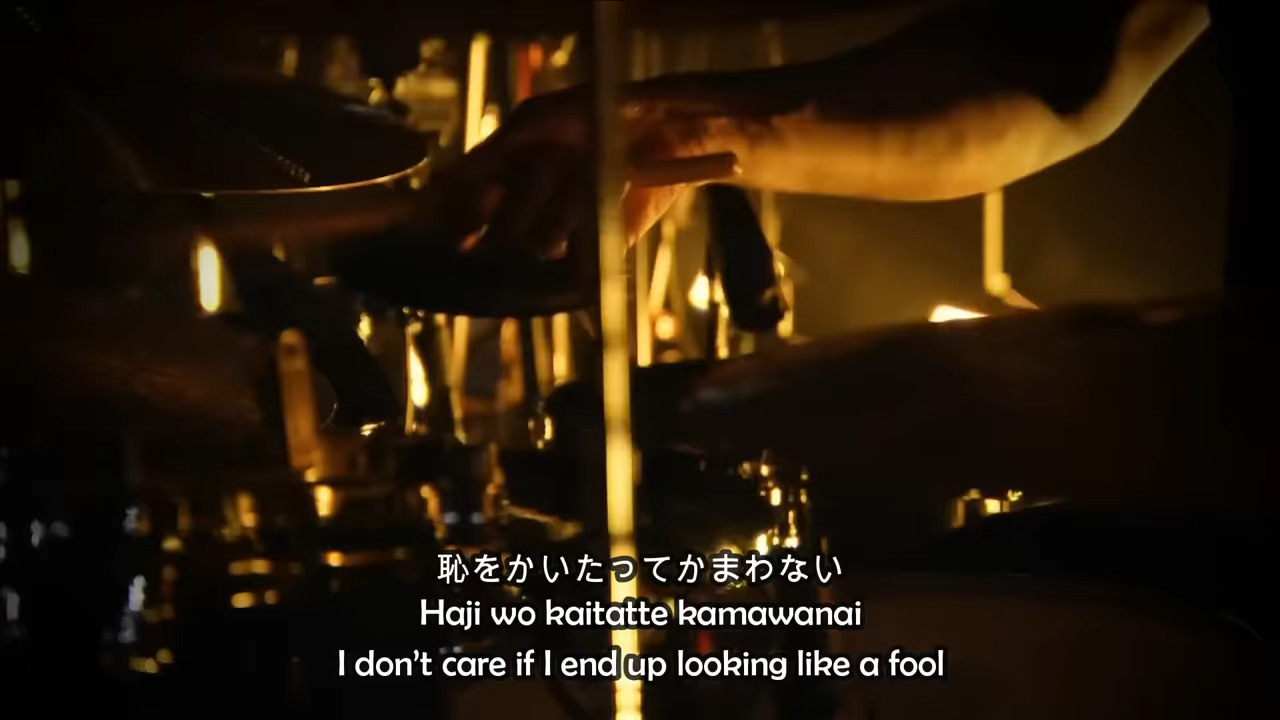 恥をかいたってかまわない
Haji wo kaitatte kamawanai
I don't care if I end up looking like a fool